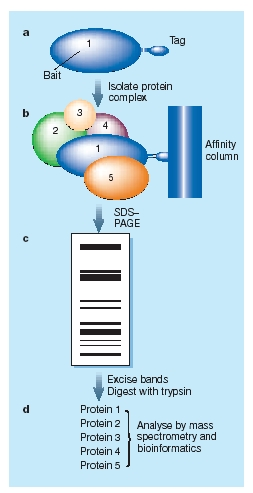 a
1
Tag
Bait
Isolate protein
complex
b
3
2
4
1
5
Affinity
column
SDS–
PAGE
c
Excise bands
Digest with trypsin
d
Protein 1
Protein 2
Protein 3
Protein 4
Protein 5
Analyse by mass
spectrometry and
bioinformatics